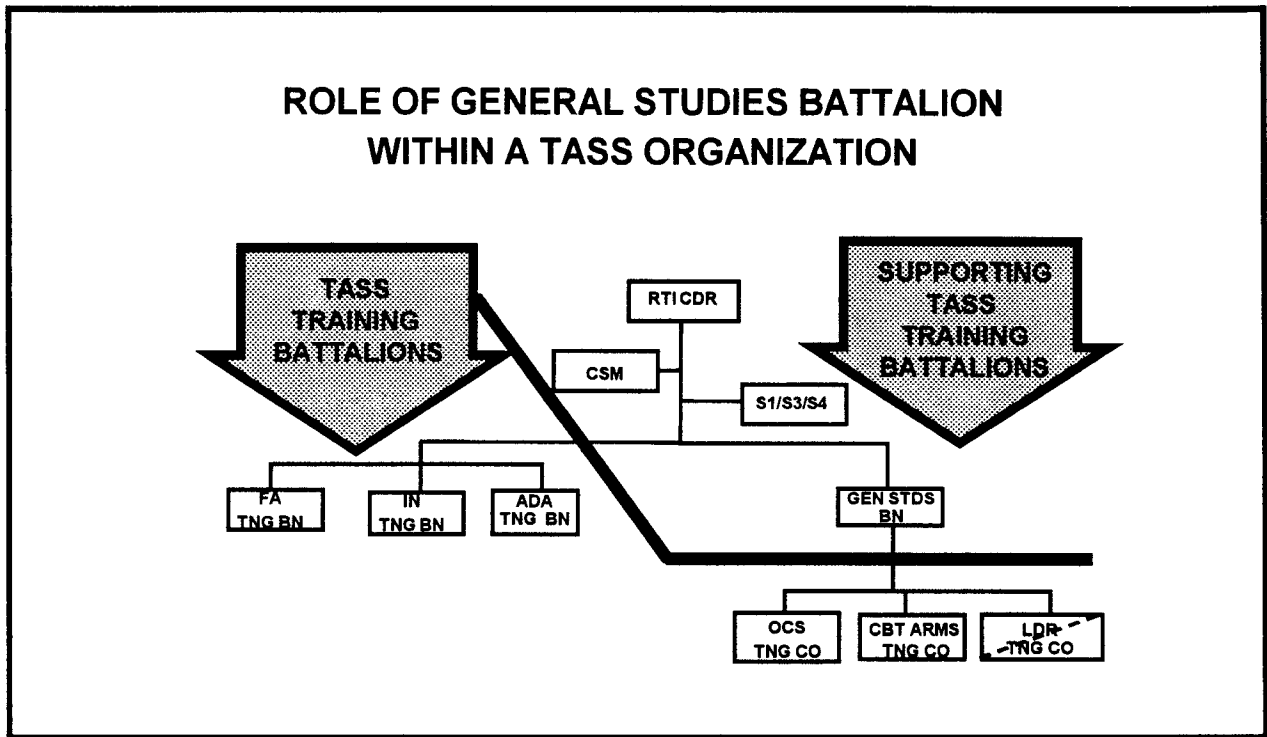 ROLE OF GENERAL STUDIES BATTALION
WITHIN A TASS ORGANIZATION
TASS
TRAINING
BATTALIONS
SUPPORTING
TASS
TRAINING
BATTALIONS
RTI CDR
CSM
S1/S3/S4
FA
TNG BN
IN
TNG BN
ADA
TNG BN
GEN STDS
BN
OCS
TNG CO
CBT ARMS
TNG CO
LDR
TNG CO